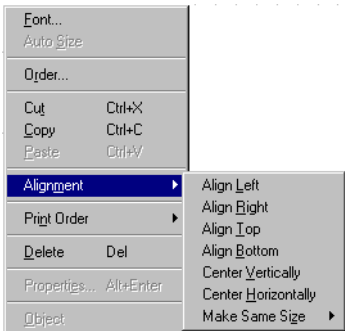 Font...
Auto Size
Order...
Cut Ctrl+X
Copy Ctrl+C
Paste Ctrl+V
Alignment
Print Order
Delete Del
Properties... Alt+Enter
Object
Align Left
Align Right
Align Top
Align Bottom
Center Vertically
Center Horizontally
Make Same Size